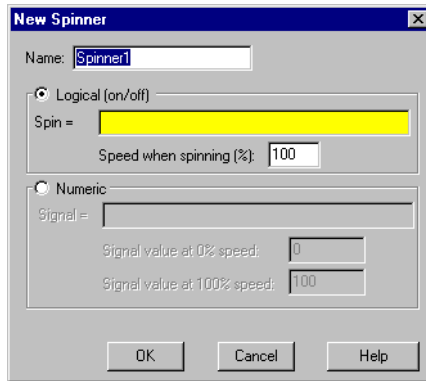 New Spinner
Name: Spinner1
Logical (on/off)
Spin =
Speed when spinning (%): 100
Numeric
Signal =
Signal value at 0% speed: 0
Signal value at 100% speed: 100
OK Cancel Help